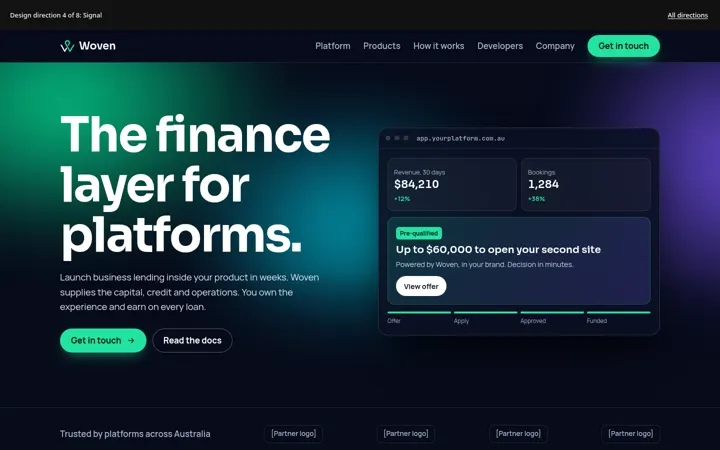 Design direction 4 of 8: Signal
All directions
Woven
Platform
Products
How it works
Developers
Company
Get in touch
The finance
layer for
platforms.
Launch business lending inside your product in weeks. Woven
supplies the capital, credit and operations. You own the
experience and earn on every loan.
Get in touch →
Read the docs
app.yourplatform.com.au
Revenue, 30 days
$84,210
+12%
Bookings
1,284
+38%
Pre-qualified
Up to $60,000 to open your second site
Powered by Woven, in your brand. Decision in minutes.
View offer
Offer
Apply
Approved
Funded
Trusted by platforms across Australia
[Partner logo]
[Partner logo]
[Partner logo]
[Partner logo]